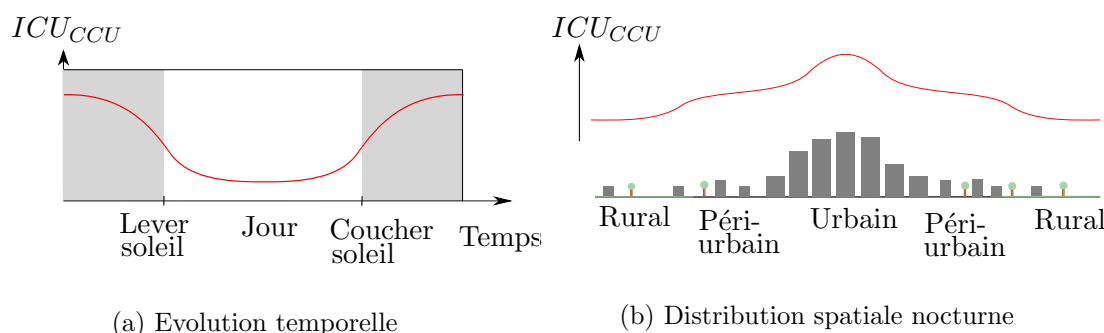 ICU_CCU
Lever
soleil
Jour
Coucher
soleil
Temps
(a) Evolution temporelle
ICU_CCU
Rural
Péri-
urbain
Urbain
Péri-
urbain
Rural
(b) Distribution spatiale nocturne